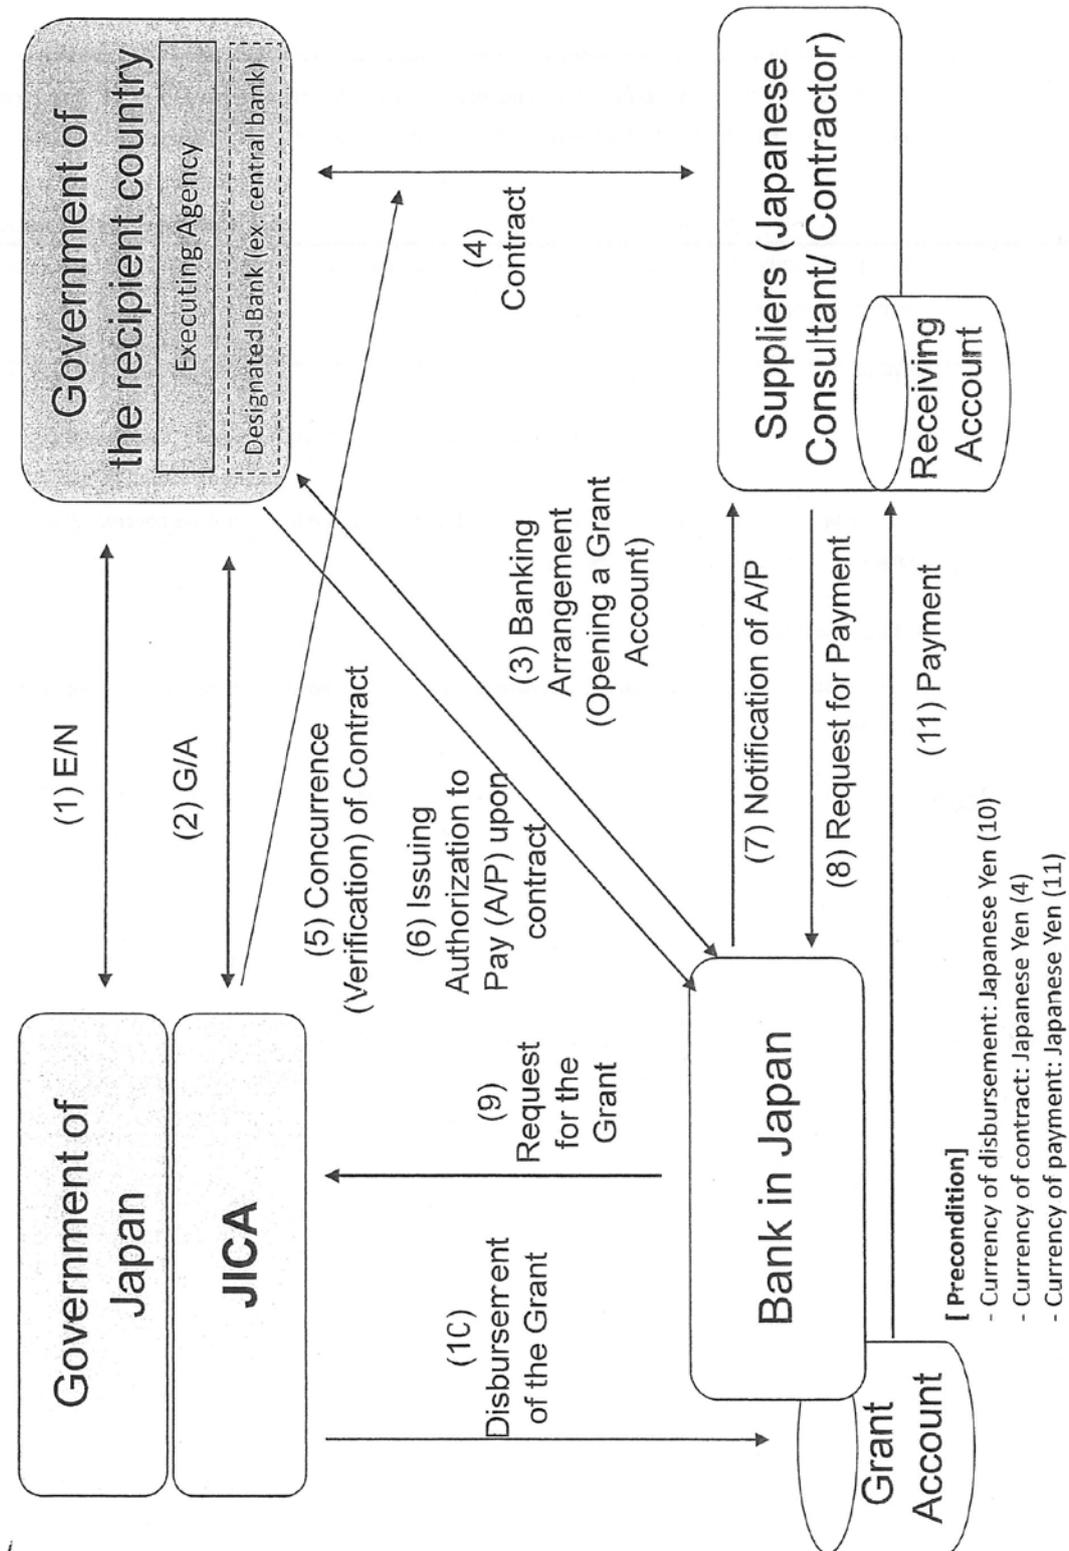 Government of
Japan
JICA
(1) E/N
(2) G/A
Government of
the recipient country
Executing Agency
Designated Bank (ex. central bank)
(5) Concurrence
(Verification) of Contract
(6) Issuing
Authorization to
Pay (A/P) upon
contract
(4)
Contract
(10)
Disbursement
of the Grant
(9)
Request
for the
Grant
(3) Banking
Arrangement
(Opening a Grant
Account)
Bank in Japan
Grant
Account
(7) Notification of A/P
(8) Request for Payment
(11) Payment
Suppliers (Japanese
Consultant/ Contractor)
Receiving
Account
[ Precondition]
- Currency of disbursement: Japanese Yen (10)
- Currency of contract: Japanese Yen (4)
- Currency of payment: Japanese Yen (11)